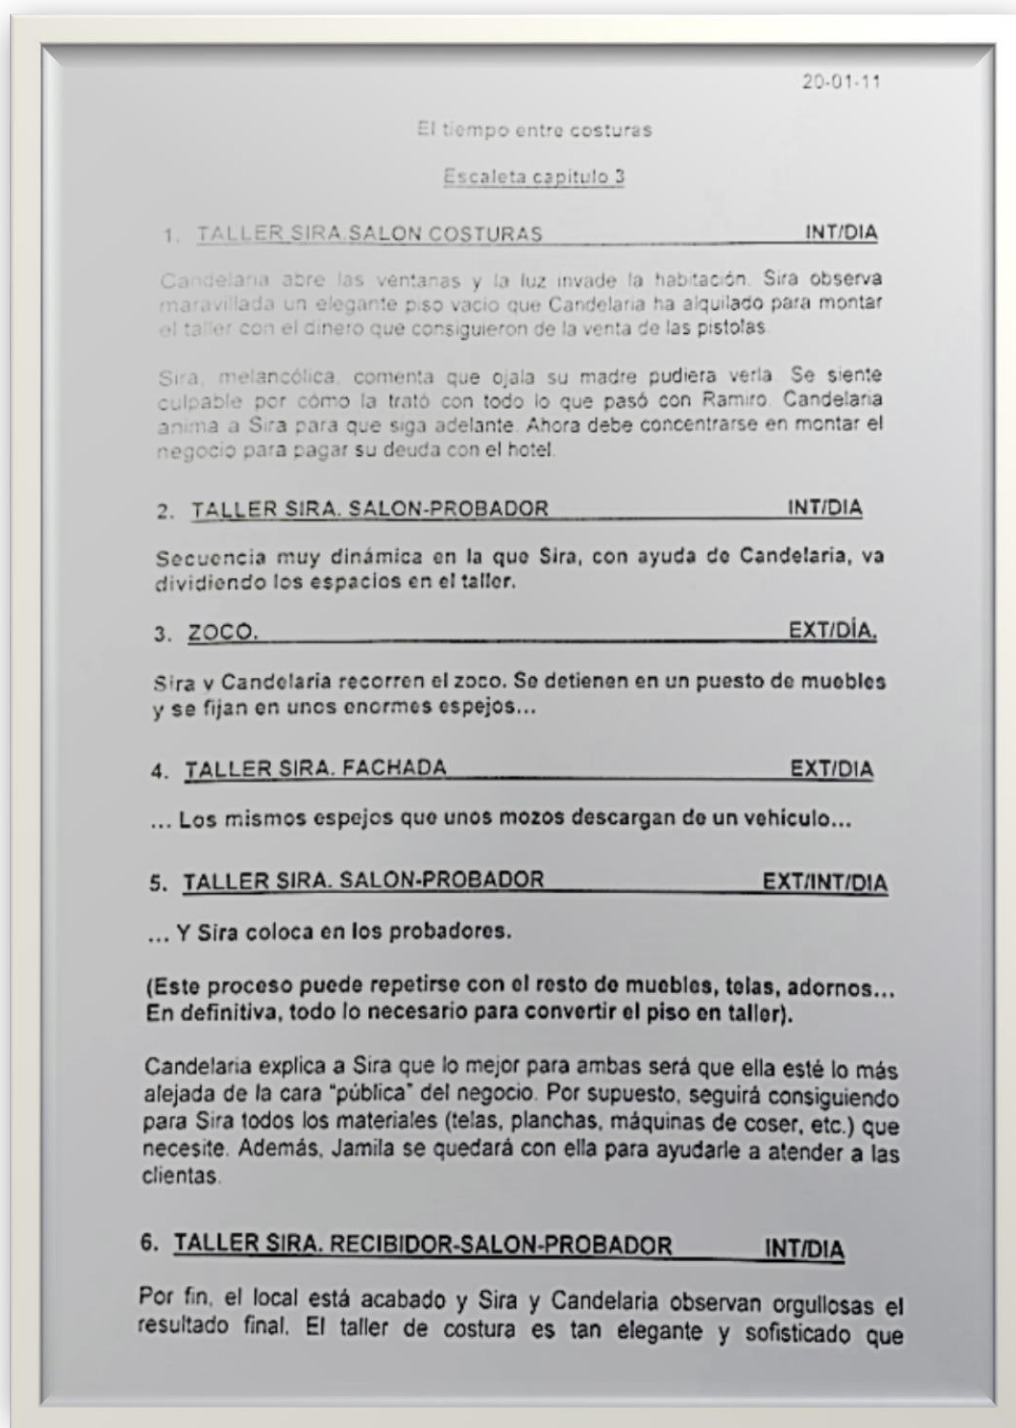 20-01-11
El tiempo entre costuras
Escaleta capitulo 3
1. TALLER SIRA.SALON COSTURAS INT/DIA
Candelaria abre las ventanas y la luz invade la habitación. Sira observa
maravillada un elegante piso vacio que Candelaria ha alquilado para montar
el taller con el dinero que consiguieron de la venta de las pistolas.
Sira, melancólica, comenta que ojala su madre pudiera verla. Se siente
culpable por cómo la trató con todo lo que pasó con Ramiro. Candelaria
anima a Sira para que siga adelante. Ahora debe concentrarse en montar el
negocio para pagar su deuda con el hotel.
2. TALLER SIRA. SALON-PROBADOR INT/DIA
Secuencia muy dinámica en la que Sira, con ayuda de Candelaria, va
dividiendo los espacios en el taller.
3. ZOCO. EXT/DÍA.
Sira y Candelaria recorren el zoco. Se detienen en un puesto de muebles
y se fijan en unos enormes espejos...
4. TALLER SIRA. FACHADA EXT/DIA
... Los mismos espejos que unos mozos descargan de un vehículo...
5. TALLER SIRA. SALON-PROBADOR EXT/INT/DIA
... Y Sira coloca en los probadores.
(Este proceso puede repetirse con el resto de muebles, telas, adornos...
En definitiva, todo lo necesario para convertir el piso en taller).
Candelaria explica a Sira que lo mejor para ambas será que ella esté lo más
alejada de la cara "pública" del negocio. Por supuesto, seguirá consiguiendo
para Sira todos los materiales (telas, planchas, máquinas de coser, etc.) que
necesite. Además, Jamila se quedará con ella para ayudarle a atender a las
clientas.
6. TALLER SIRA. RECIBIDOR-SALON-PROBADOR INT/DIA
Por fin, el local está acabado y Sira y Candelaria observan orgullosas el
resultado final. El taller de costura es tan elegante y sofisticado que